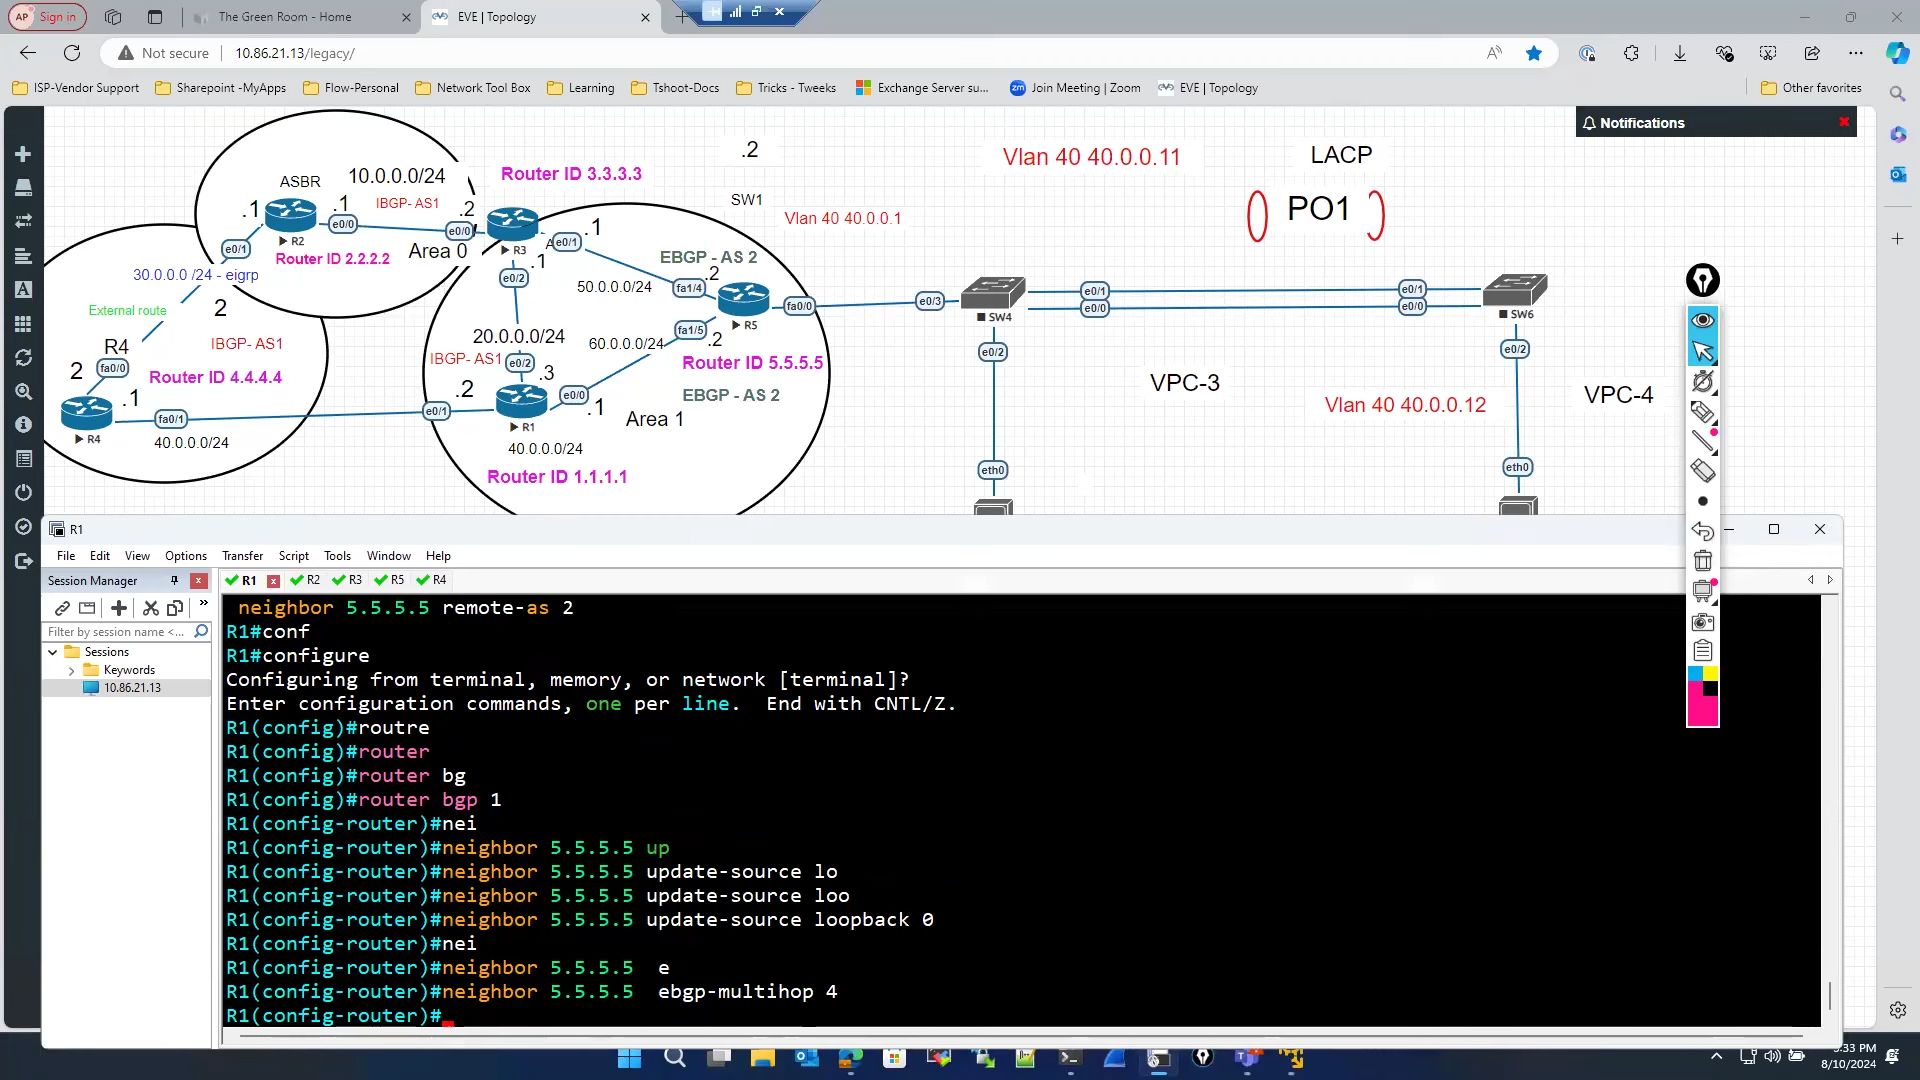 AP Sign in
The Green Room - Home
EVE | Topology
Not secure
10.86.21.13/legacy/
ISP-Vendor Support
Sharepoint -MyApps
Flow-Personal
Network Tool Box
Learning
Tshoot-Docs
Tricks - Tweeks
Exchange Server su...
Join Meeting | Zoom
EVE | Topology
Other favorites
Notifications
ASBR
10.0.0.0/24
Router ID 3.3.3.3
.2
Vlan 40 40.0.0.11
LACP
.1
.1
IBGP- AS1
.2
SW1
Vlan 40 40.0.0.1
PO1
R2
e0/0
e0/0
e0/1
Area 0
R3
e0/1
.1
EBGP - AS 2
Router ID 2.2.2.2
30.0.0.0 /24 - eigrp
e0/2
.1
50.0.0.0/24
fa1/4
.2
External route
2
R5
fa0/0
e0/3
SW4
e0/1
e0/0
e0/1
e0/0
SW6
IBGP- AS1
20.0.0.0/24
fa1/5
.2
60.0.0.0/24
e0/2
e0/2
R4
2
fa0/0
Router ID 4.4.4.4
IBGP- AS1
e0/2
.3
Router ID 5.5.5.5
VPC-3
VPC-4
.1
.2
e0/0
.1
EBGP - AS 2
Vlan 40 40.0.0.12
R4
fa0/1
40.0.0.0/24
e0/1
R1
Area 1
40.0.0.0/24
Router ID 1.1.1.1
eth0
eth0
R1
File Edit View Options Transfer Script Tools Window Help
Session Manager
R1 R2 R3 R5 R4
Filter by session name <...
Sessions
Keywords
10.86.21.13
neighbor 5.5.5.5 remote-as 2
R1#conf
R1#configure
Configuring from terminal, memory, or network [terminal]?
Enter configuration commands, one per line.  End with CNTL/Z.
R1(config)#routre
R1(config)#router
R1(config)#router bg
R1(config)#router bgp 1
R1(config-router)#nei
R1(config-router)#neighbor 5.5.5.5 up
R1(config-router)#neighbor 5.5.5.5 update-source lo
R1(config-router)#neighbor 5.5.5.5 update-source loo
R1(config-router)#neighbor 5.5.5.5 update-source loopback 0
R1(config-router)#nei
R1(config-router)#neighbor 5.5.5.5  e
R1(config-router)#neighbor 5.5.5.5  ebgp-multihop 4
R1(config-router)#
:33 PM
8/10/2024